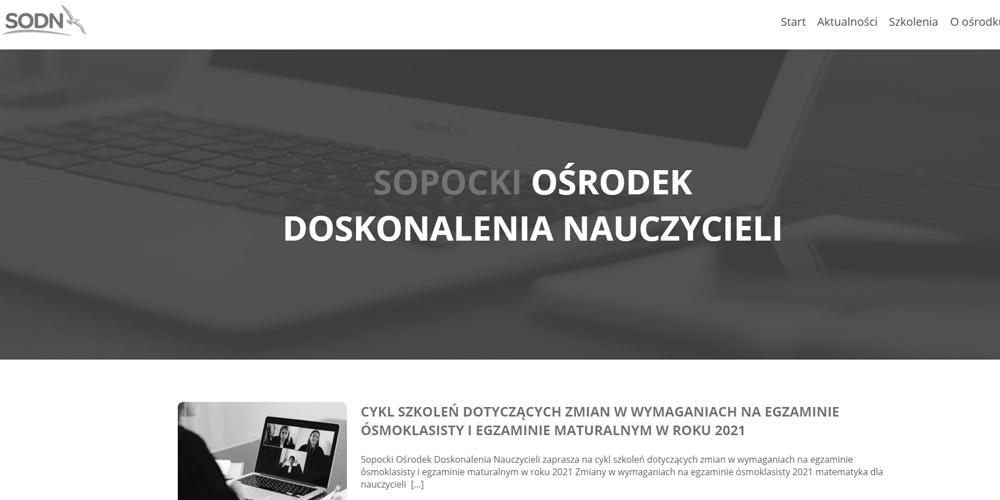 SODN
Start Aktualności Szkolenia O ośrodku
SOPOCKI OŚRODEK
DOSKONALENIA NAUCZYCIELI
CYKL SZKOLEŃ DOTYCZĄCYCH ZMIAN W WYMAGANIACH NA EGZAMINIE
ÓSMOKLASISTY I EGZAMINIE MATURALNYM W ROKU 2021
Sopocki Ośrodek Doskonalenia Nauczycieli zaprasza na cykl szkoleń dotyczących zmian w wymaganiach na egzaminie
ósmoklasisty i egzaminie maturalnym w roku 2021 Zmiany w wymaganiach na egzaminie ósmoklasisty 2021 matematyka dla
nauczycieli [...]